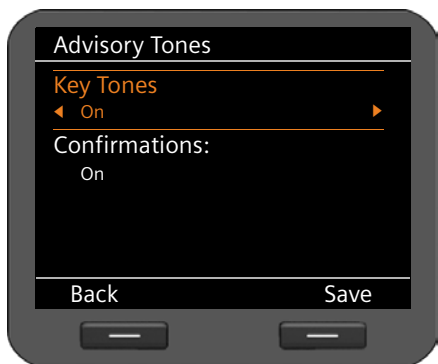 Advisory Tones
Key Tones
On
Confirmations:
On
Back Save